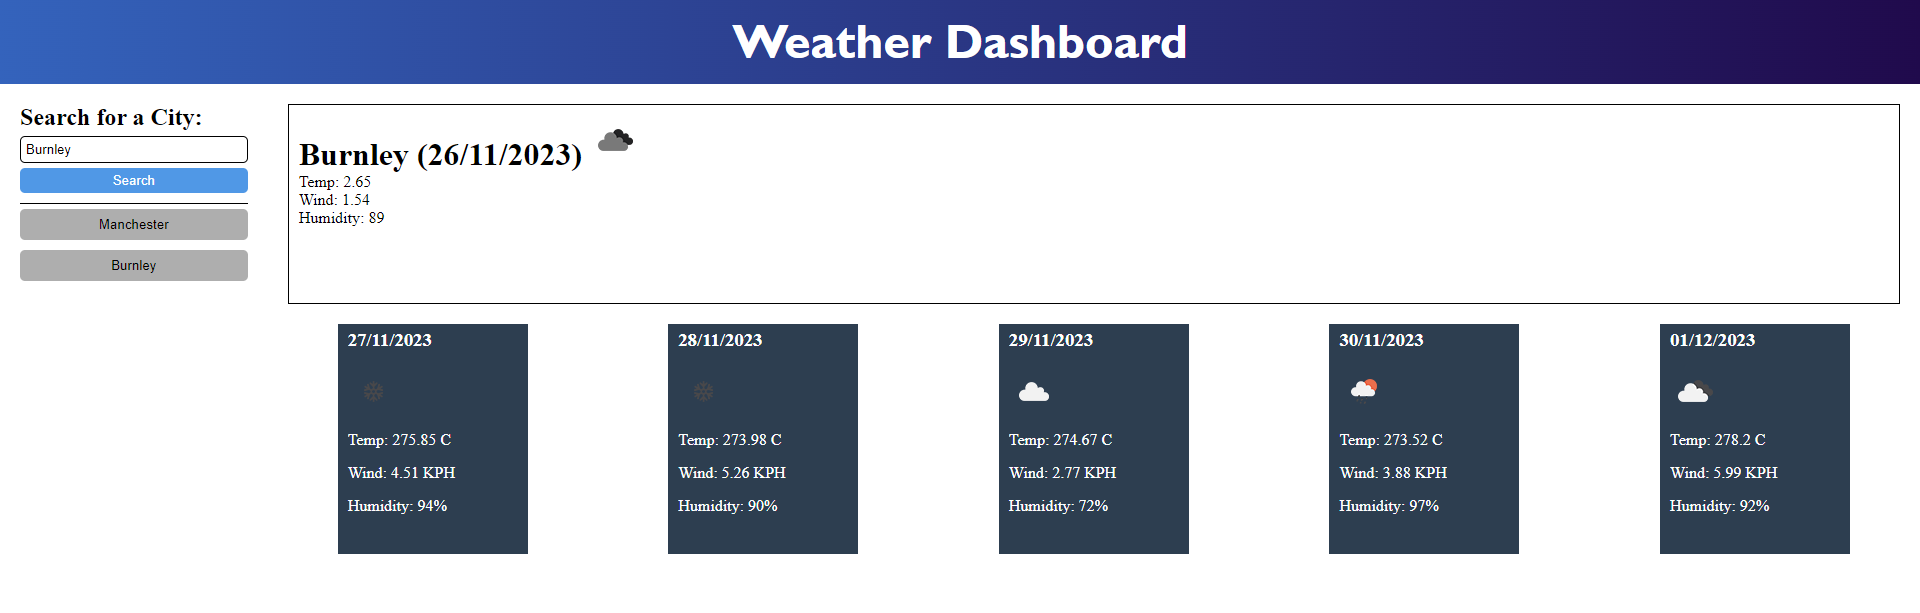 Weather Dashboard
Search for a City:
Burnley
Search
Manchester
Burnley
Burnley (26/11/2023)
Temp: 2.65
Wind: 1.54
Humidity: 89
27/11/2023
Temp: 275.85 C
Wind: 4.51 KPH
Humidity: 94%
28/11/2023
Temp: 273.98 C
Wind: 5.26 KPH
Humidity: 90%
29/11/2023
Temp: 274.67 C
Wind: 2.77 KPH
Humidity: 72%
30/11/2023
Temp: 273.52 C
Wind: 3.88 KPH
Humidity: 97%
01/12/2023
Temp: 278.2 C
Wind: 5.99 KPH
Humidity: 92%